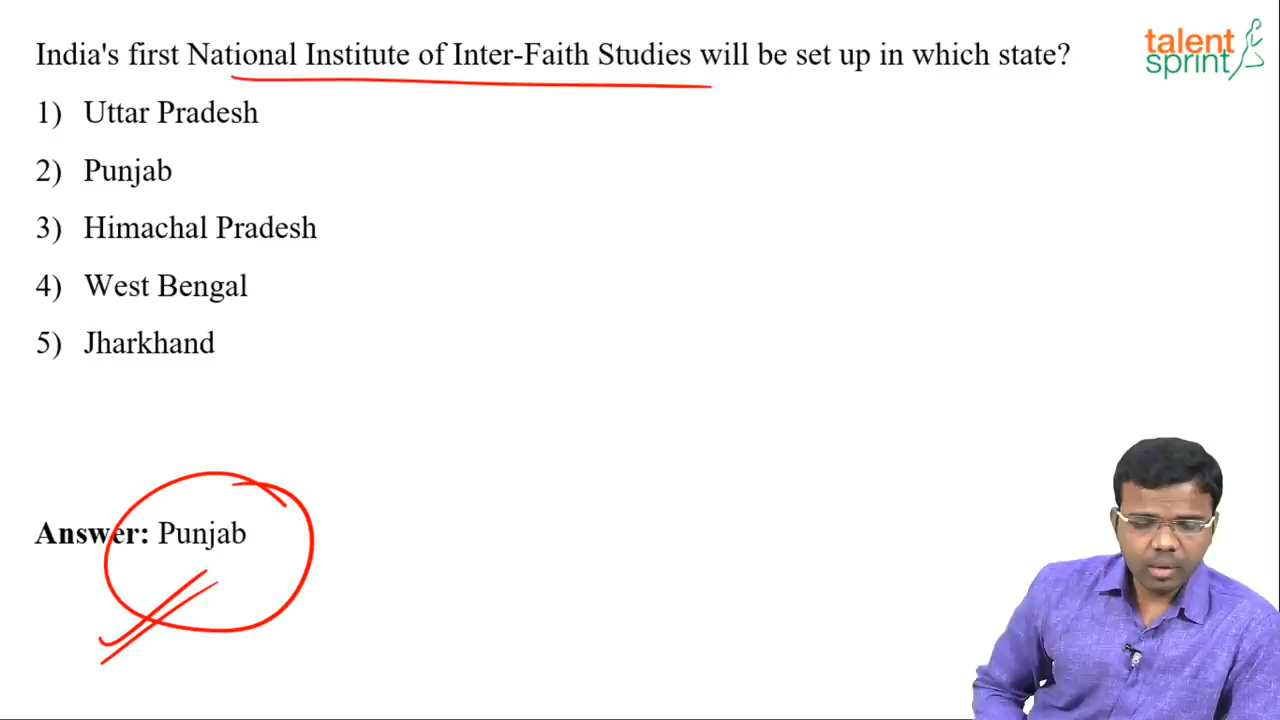 India's first National Institute of Inter-Faith Studies will be set up in which state?
talent
sprint
1) Uttar Pradesh
2) Punjab
3) Himachal Pradesh
4) West Bengal
5) Jharkhand
Answer: Punjab